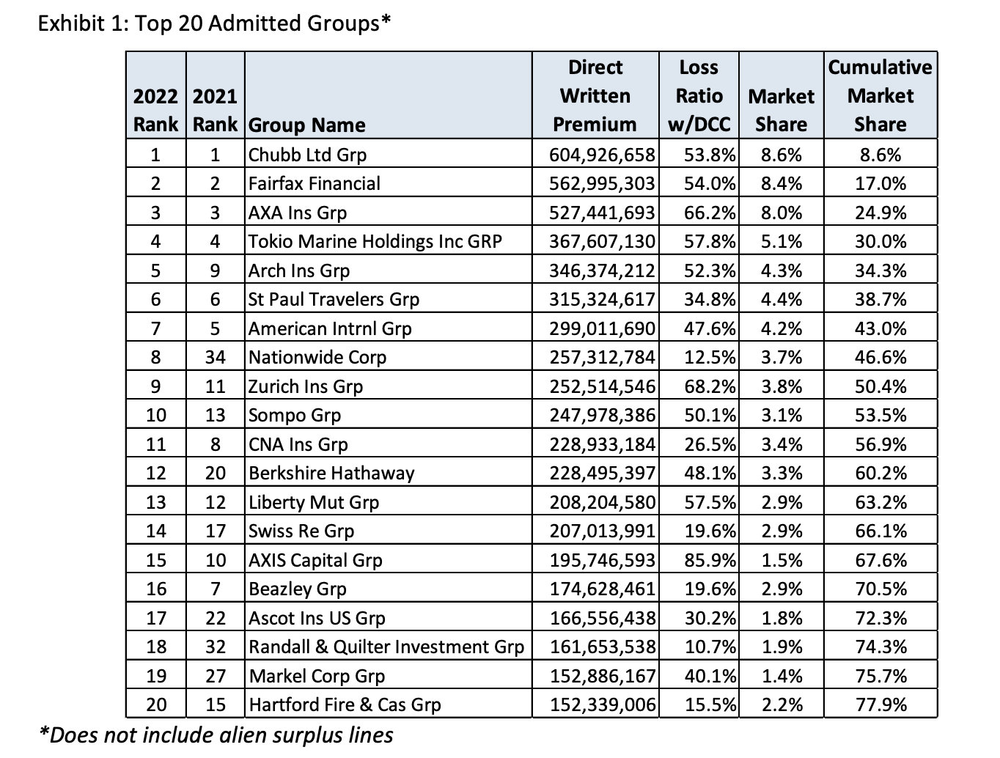 Exhibit 1: Top 20 Admitted Groups*
2022 Rank 2021 Rank Group Name Direct Written Premium Loss Ratio w/DCC Market Share Cumulative Market Share
1 1 Chubb Ltd Grp 604,926,658 53.8% 8.6% 8.6%
2 2 Fairfax Financial 562,995,303 54.0% 8.4% 17.0%
3 3 AXA Ins Grp 527,441,693 66.2% 8.0% 24.9%
4 4 Tokio Marine Holdings Inc GRP 367,607,130 57.8% 5.1% 30.0%
5 9 Arch Ins Grp 346,374,212 52.3% 4.3% 34.3%
6 6 St Paul Travelers Grp 315,324,617 34.8% 4.4% 38.7%
7 5 American Intrnl Grp 299,011,690 47.6% 4.2% 43.0%
8 34 Nationwide Corp 257,312,784 12.5% 3.7% 46.6%
9 11 Zurich Ins Grp 252,514,546 68.2% 3.8% 50.4%
10 13 Sompo Grp 247,978,386 50.1% 3.1% 53.5%
11 8 CNA Ins Grp 228,933,184 26.5% 3.4% 56.9%
12 20 Berkshire Hathaway 228,495,397 48.1% 3.3% 60.2%
13 12 Liberty Mut Grp 208,204,580 57.5% 2.9% 63.2%
14 17 Swiss Re Grp 207,013,991 19.6% 2.9% 66.1%
15 10 AXIS Capital Grp 195,746,593 85.9% 1.5% 67.6%
16 7 Beazley Grp 174,628,461 19.6% 2.9% 70.5%
17 22 Ascot Ins US Grp 166,556,438 30.2% 1.8% 72.3%
18 32 Randall & Quilter Investment Grp 161,653,538 10.7% 1.9% 74.3%
19 27 Markel Corp Grp 152,886,167 40.1% 1.4% 75.7%
20 15 Hartford Fire & Cas Grp 152,339,006 15.5% 2.2% 77.9%
*Does not include alien surplus lines